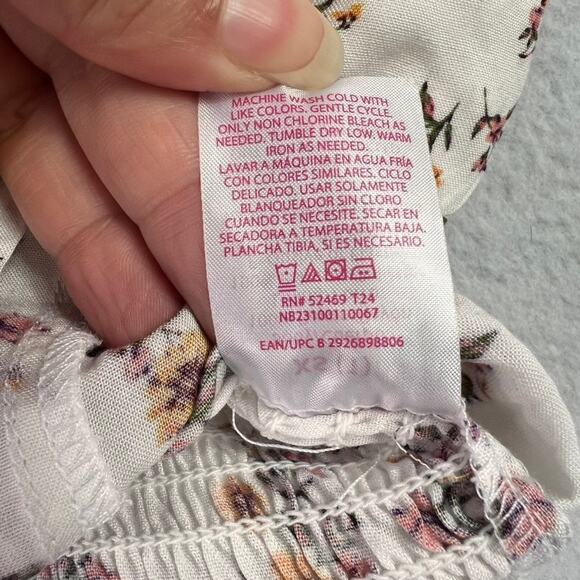 MACHINE WASH COLD WITH
LIKE COLORS. GENTLE CYCLE.
ONLY NON CHLORINE BLEACH AS
NEEDED. TUMBLE DRY LOW. WARM
IRON AS NEEDED.
LAVAR A MÁQUINA EN AGUA FRÍA
CON COLORES SIMILARES. CICLO
DELICADO. USAR SOLAMENTE
BLANQUEADOR SIN CLORO
CUANDO SE NECESITE. SECAR EN
SECADORA A TEMPERATURA BAJA.
PLANCHA TIBIA, SI ES NECESARIO.
RN# 52469 T24
NB23100110067
EAN/UPC B 2926898806
XS (1)